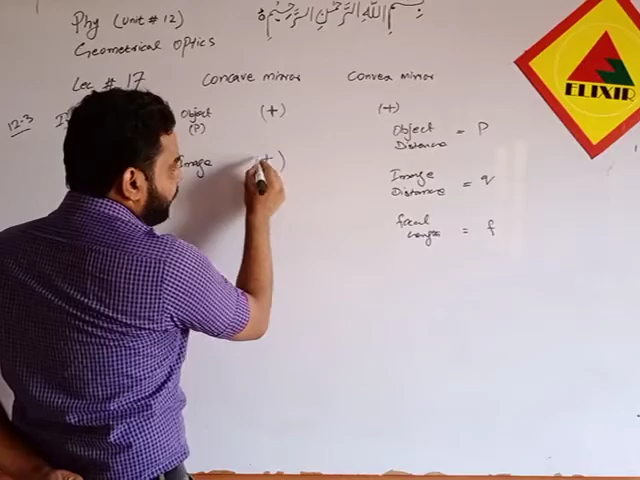 بِسْمِ اللّٰهِ الرَّحْمٰنِ الرَّحِيْمِ
Phy (Unit # 12)
Geometrical Optics
Lec # 17
Concave mirror
Convex mirror
12.3
Object (+) (+)
(P)
Image (+)
Object
Distance = P
Image
Distance = q
focal
length = f
ELIXIR